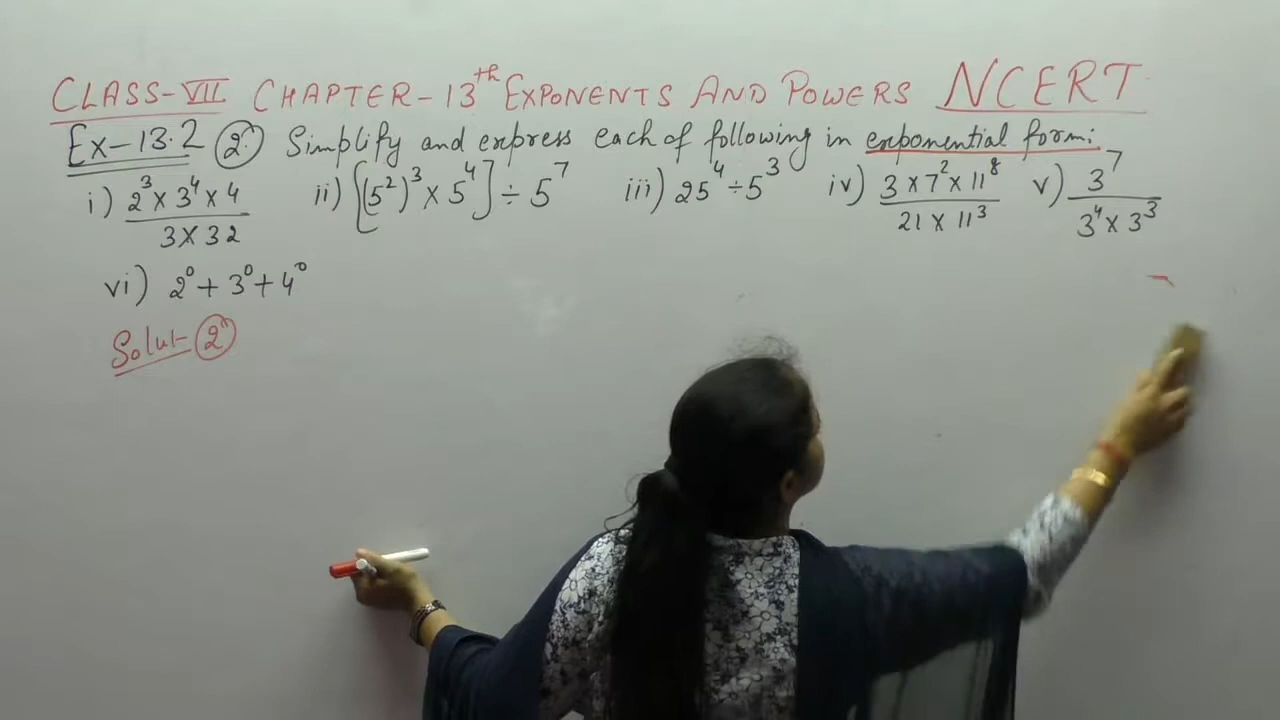 CLASS-VII CHAPTER-13th EXPONENTS AND POWERS NCERT
Ex-13.2 (2) Simplify and express each of following in exponential form:
i) (2³ x 3⁴ x 4)/(3 x 32) ii) [(5²)³ x 5⁴] ÷ 5⁷ iii) 25⁴ ÷ 5³ iv) (3 x 7² x 11⁸)/(21 x 11³) v) 3⁷/(3⁴ x 3³)
vi) 2⁰ + 3⁰ + 4⁰
Solut- (2)